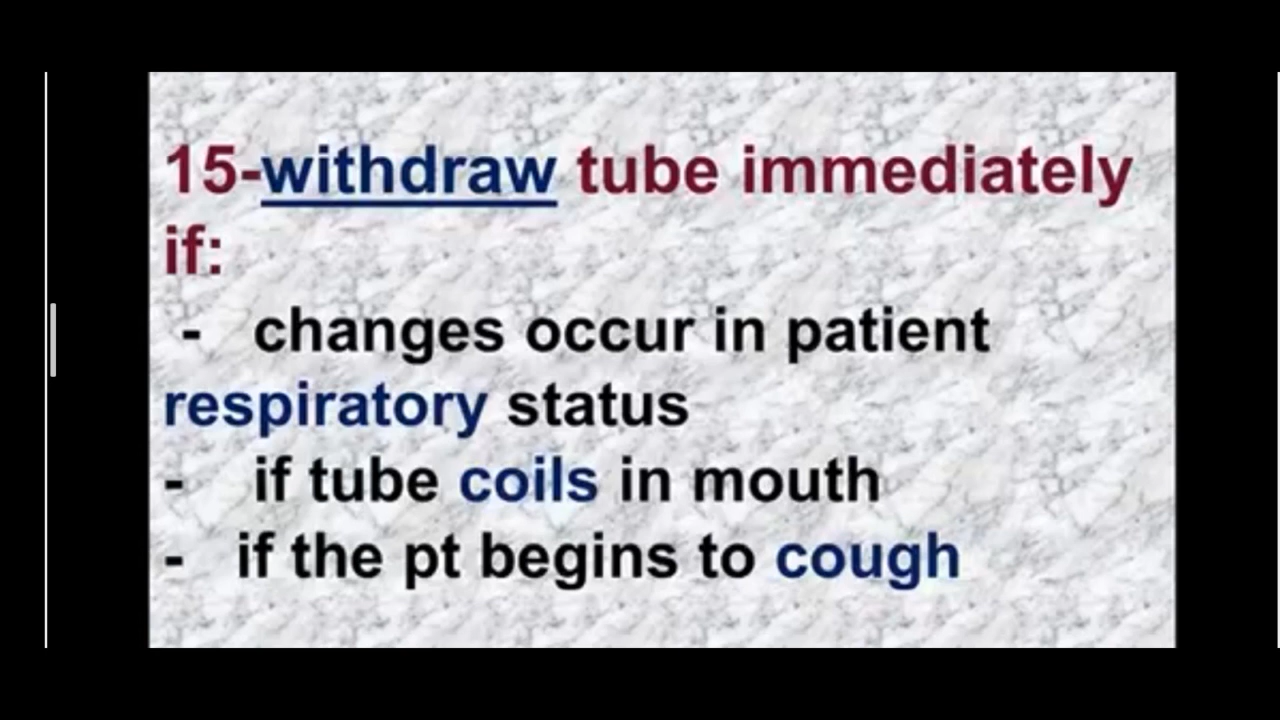 15-withdraw tube immediately
if:
- changes occur in patient
respiratory status
- if tube coils in mouth
- if the pt begins to cough